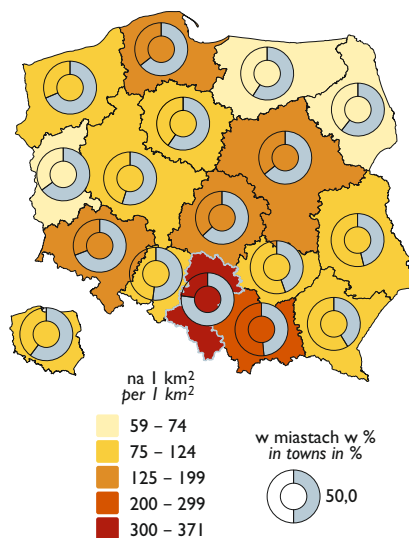 na 1 km²
per 1 km²
59 – 74
75 – 124
125 – 199
200 – 299
300 – 371
w miastach w %
in towns in %
50,0